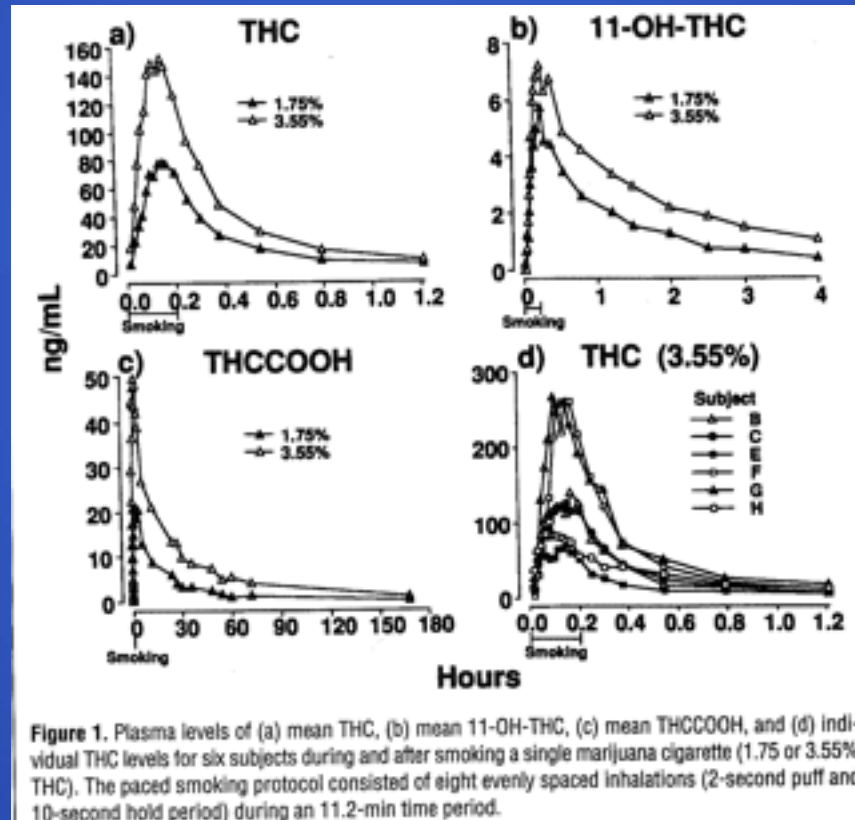 a) THC
160
140
120
100
80
60
40
20
0
1.75%
3.55%
0.0 0.2 0.4 0.6 0.8 1.0 1.2
Smoking
b) 11-OH-THC
8
6
4
2
0
1.75%
3.55%
0 1 2 3 4
Smoking
ng/mL
c) THCCOOH
50
40
30
20
10
0
1.75%
3.55%
0 30 60 90 120 150 180
Smoking
d) THC (3.55%)
300
200
100
0
Subject
B
C
E
F
G
H
0.0 0.2 0.4 0.6 0.8 1.0 1.2
Smoking
Hours
Figure 1. Plasma levels of (a) mean THC, (b) mean 11-OH-THC, (c) mean THCCOOH, and (d) indi-
vidual THC levels for six subjects during and after smoking a single marijuana cigarette (1.75 or 3.55%
THC). The paced smoking protocol consisted of eight evenly spaced inhalations (2-second puff and
10-second hold period) during an 11.2-min time period.